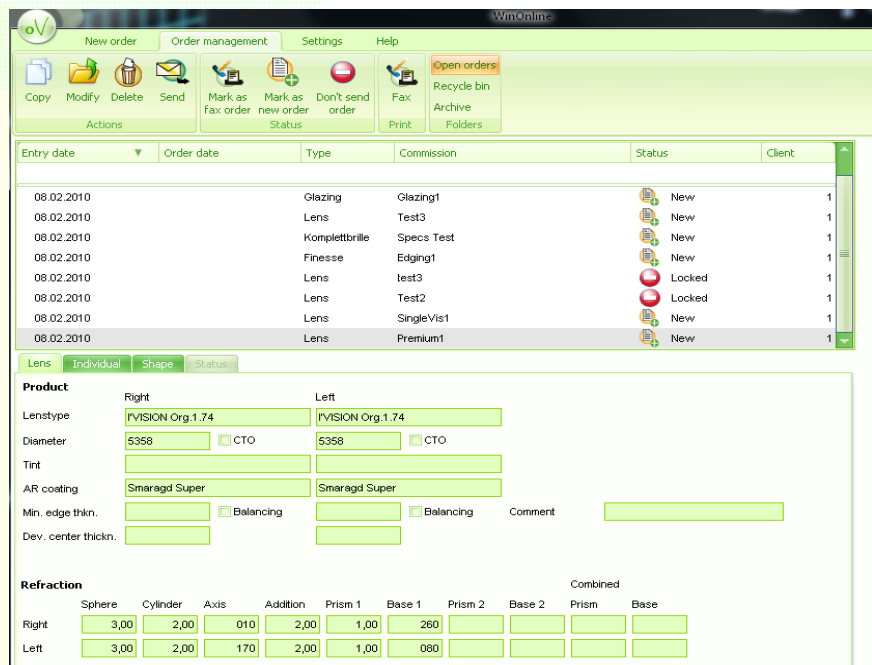 WinOnline
oV
New order Order management Settings Help
Copy Modify Delete Send Mark as fax order Mark as new order Don't send order Fax Open orders
Recycle bin
Archive
Actions Status Print Folders
Entry date Order date Type Commission Status Client
08.02.2010 Glazing Glazing1 New 1
08.02.2010 Lens Test3 New 1
08.02.2010 Komplettbrille Specs Test New 1
08.02.2010 Finesse Edging1 New 1
08.02.2010 Lens test3 Locked 1
08.02.2010 Lens Test2 Locked 1
08.02.2010 Lens SingleVis1 New 1
08.02.2010 Lens Premium1 New 1
Lens Individual Shape Status
Product
Right Left
Lenstype I'VISION Org.1.74 I'VISION Org.1.74
Diameter 5358 CTO 5358 CTO
Tint
AR coating Smaragd Super Smaragd Super
Min. edge thkn. Balancing Balancing Comment
Dev. center thickn.
Refraction Combined
Sphere Cylinder Axis Addition Prism 1 Base 1 Prism 2 Base 2 Prism Base
Right 3,00 2,00 010 2,00 1,00 260
Left 3,00 2,00 170 2,00 1,00 080